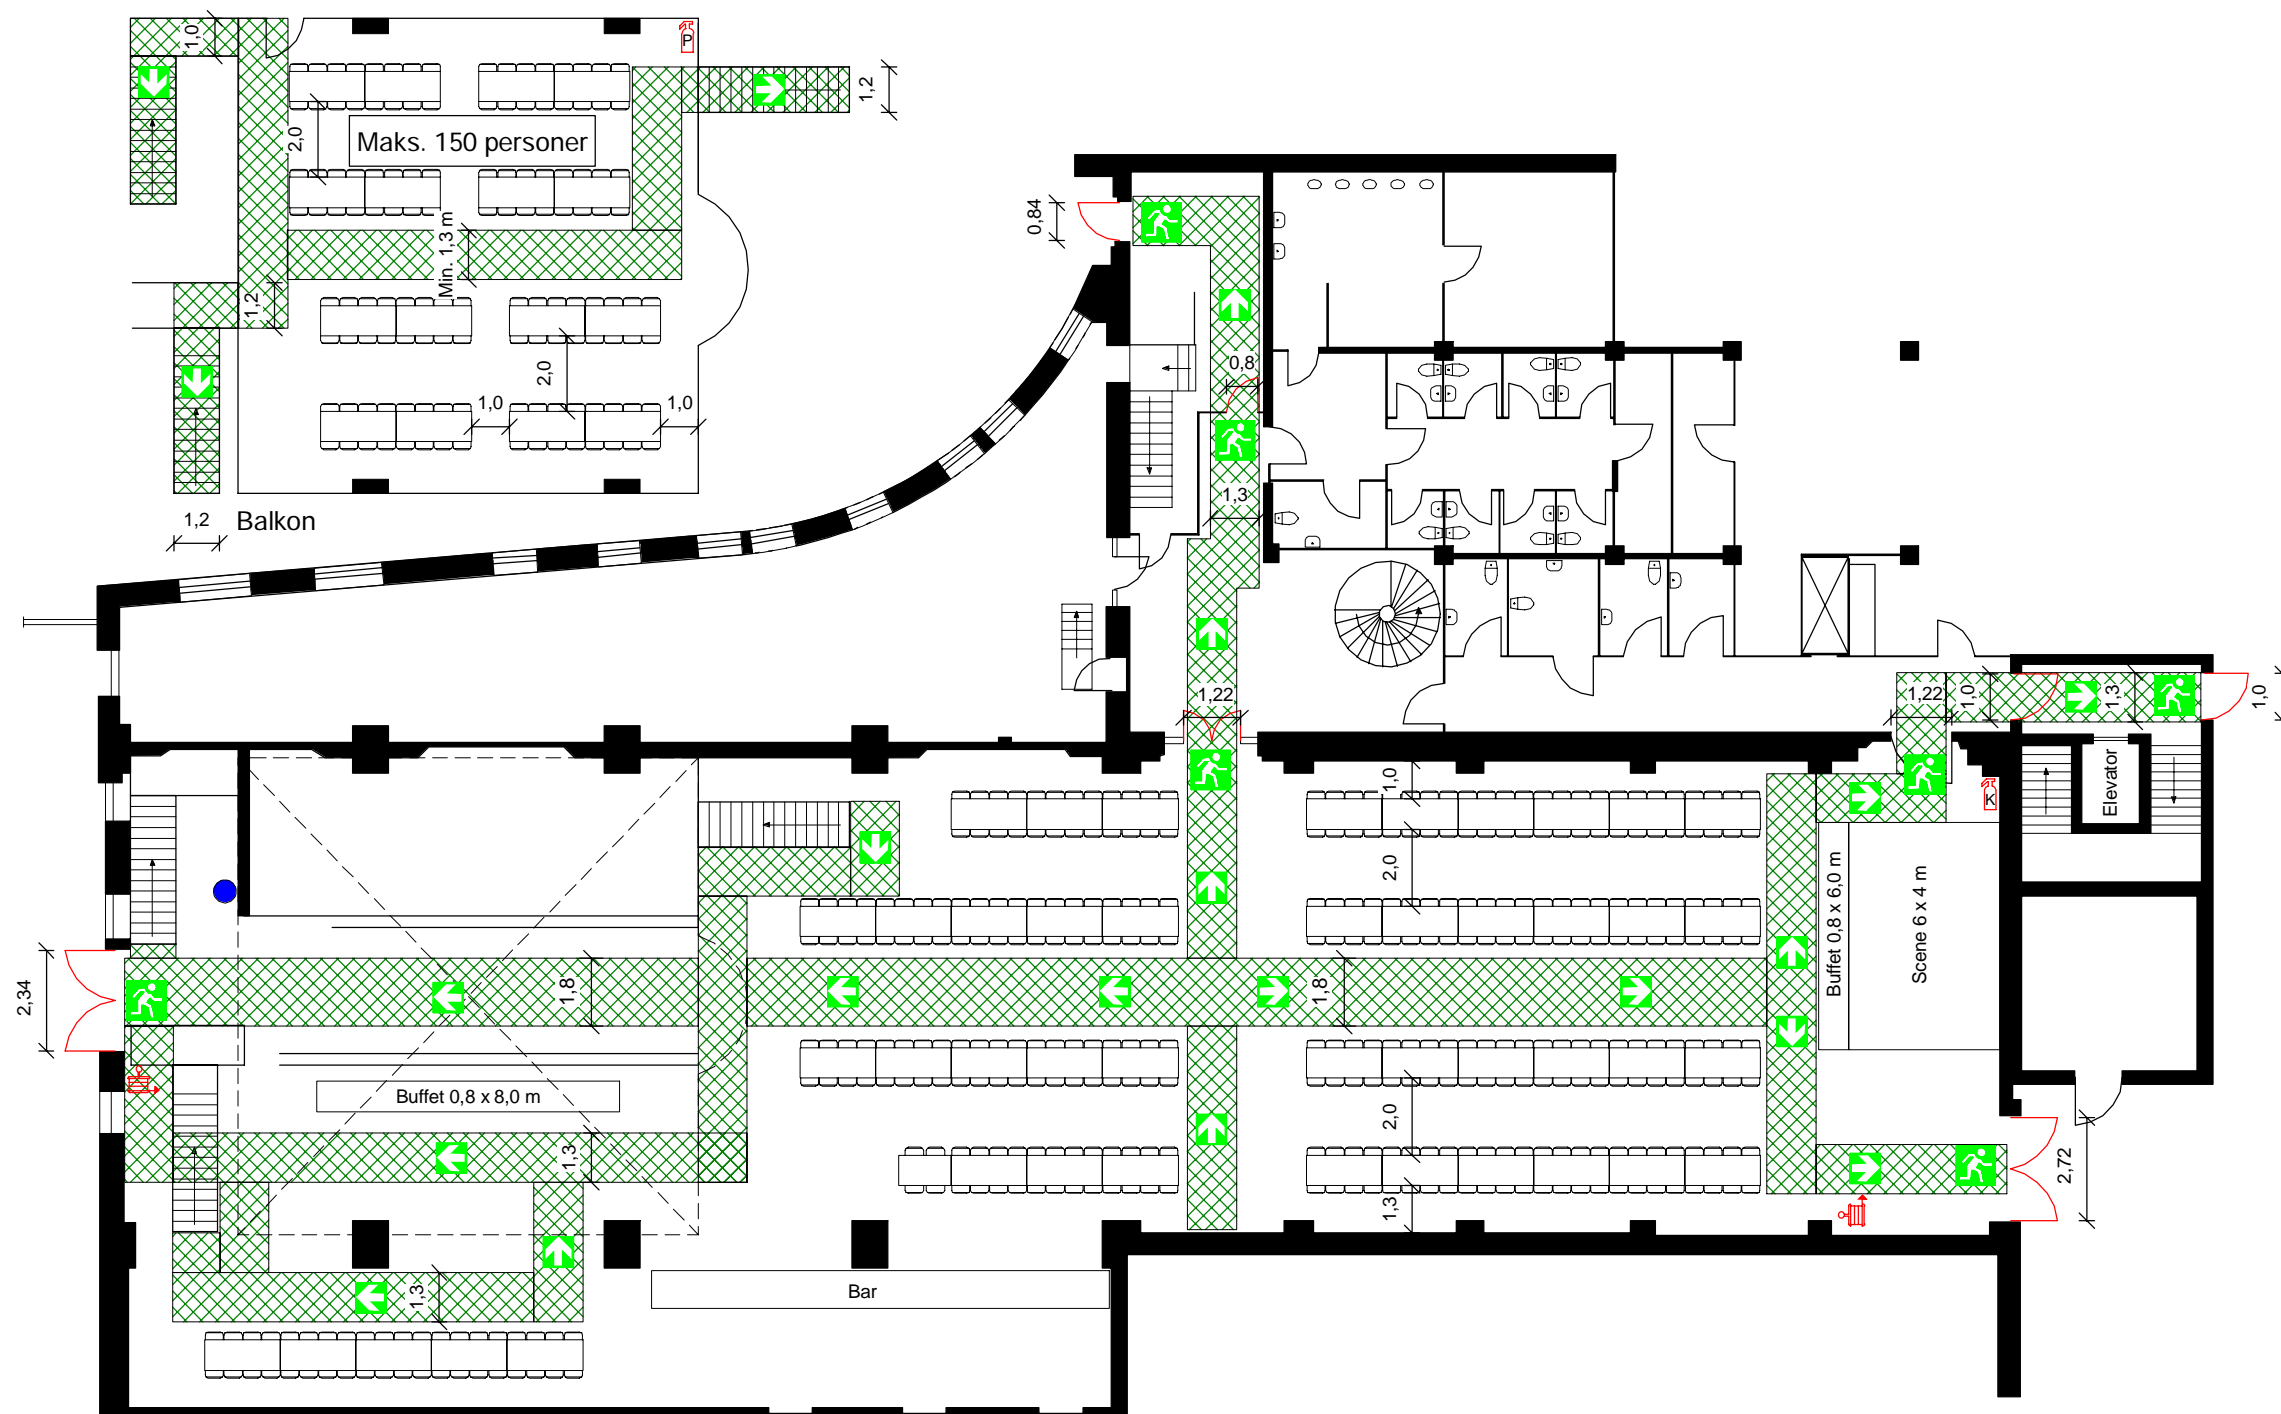 1,0
P
1,2
2,0
Maks. 150 personer
Min. 1,3 m
1,2
2,0
1,0
1,0
1,2
Balkon
0,84
0,8
1,3
1,22
1,22
1,0
1,3
1,0
Elevator
K
1,0
2,0
Buffet 0,8 x 6,0 m
Scene 6 x 4 m
2,34
1,8
1,8
Buffet 0,8 x 8,0 m
2,0
1,3
1,3
2,72
1,3
Bar